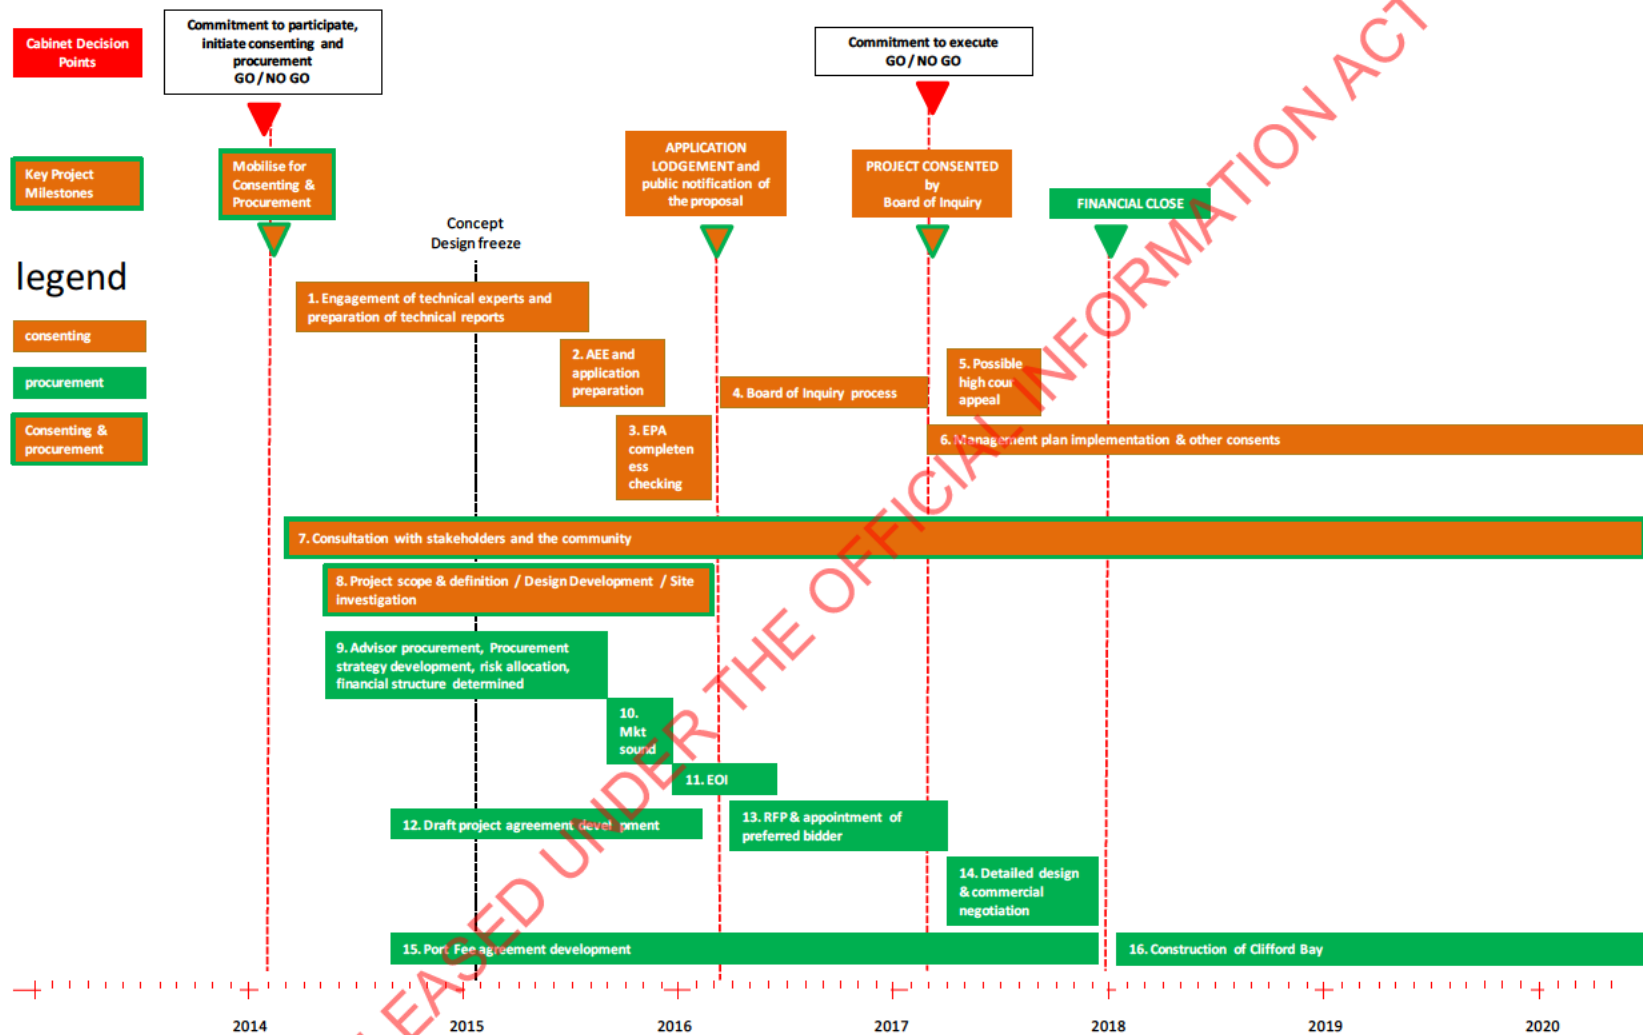 Cabinet Decision
Points
Commitment to participate,
initiate consenting and
procurement
GO / NO GO
Commitment to execute
GO / NO GO
Key Project
Milestones
Mobilise for
Consenting &
Procurement
APPLICATION
LODGEMENT and
public notification of
the proposal
PROJECT CONSENTED
by
Board of Inquiry
FINANCIAL CLOSE
Concept
Design freeze
legend
consenting
procurement
Consenting &
procurement
1. Engagement of technical experts and
preparation of technical reports
2. AEE and
application
preparation
3. EPA
completen
ess
checking
4. Board of Inquiry process
5. Possible
high court
appeal
6. Management plan implementation & other consents
7. Consultation with stakeholders and the community
8. Project scope & definition / Design Development / Site
investigation
9. Advisor procurement, Procurement
strategy development, risk allocation,
financial structure determined
10.
Mkt
sound
11. EOI
12. Draft project agreement development
13. RFP & appointment of
preferred bidder
14. Detailed design
& commercial
negotiation
15. Port Fee agreement development
16. Construction of Clifford Bay
2014
2015
2016
2017
2018
2019
2020
EASED UNDER THE OFFICIAL INFORMATION ACT